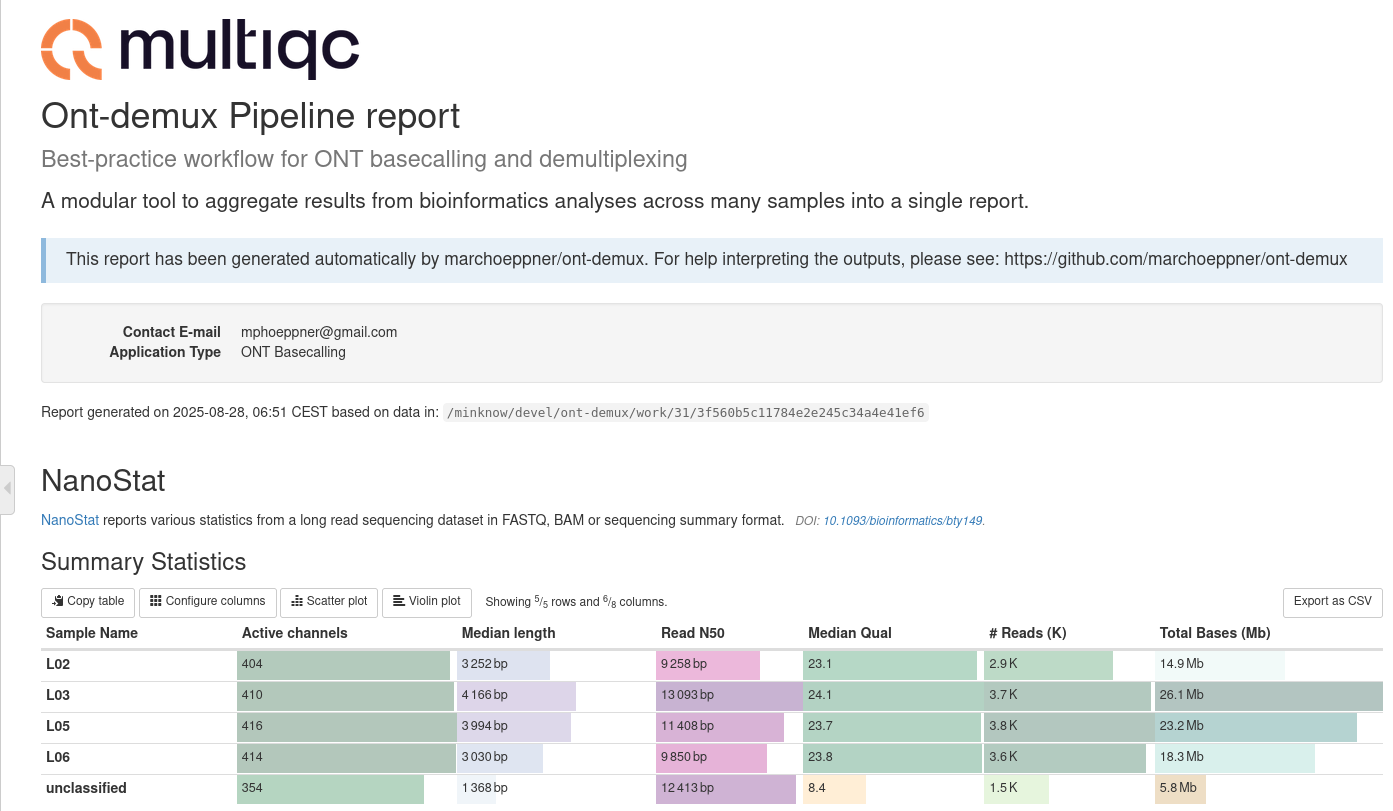 multiqc
Ont-demux Pipeline report
Best-practice workflow for ONT basecalling and demultiplexing
A modular tool to aggregate results from bioinformatics analyses across many samples into a single report.
This report has been generated automatically by marchoeppner/ont-demux. For help interpreting the outputs, please see: https://github.com/marchoeppner/ont-demux
Contact E-mail mphoeppner@gmail.com
Application Type ONT Basecalling
Report generated on 2025-08-28, 06:51 CEST based on data in: /minknow/devel/ont-demux/work/31/3f560b5c11784e2e245c34a4e41ef6
NanoStat
NanoStat reports various statistics from a long read sequencing dataset in FASTQ, BAM or sequencing summary format. DOI: 10.1093/bioinformatics/bty149.
Summary Statistics
Copy table Configure columns Scatter plot Violin plot Showing 5/5 rows and 6/8 columns. Export as CSV
Sample Name Active channels Median length Read N50 Median Qual # Reads (K) Total Bases (Mb)
L02 404 3 252 bp 9 258 bp 23.1 2.9 K 14.9 Mb
L03 410 4 166 bp 13 093 bp 24.1 3.7 K 26.1 Mb
L05 416 3 994 bp 11 408 bp 23.7 3.8 K 23.2 Mb
L06 414 3 030 bp 9 850 bp 23.8 3.6 K 18.3 Mb
unclassified 354 1 368 bp 12 413 bp 8.4 1.5 K 5.8 Mb